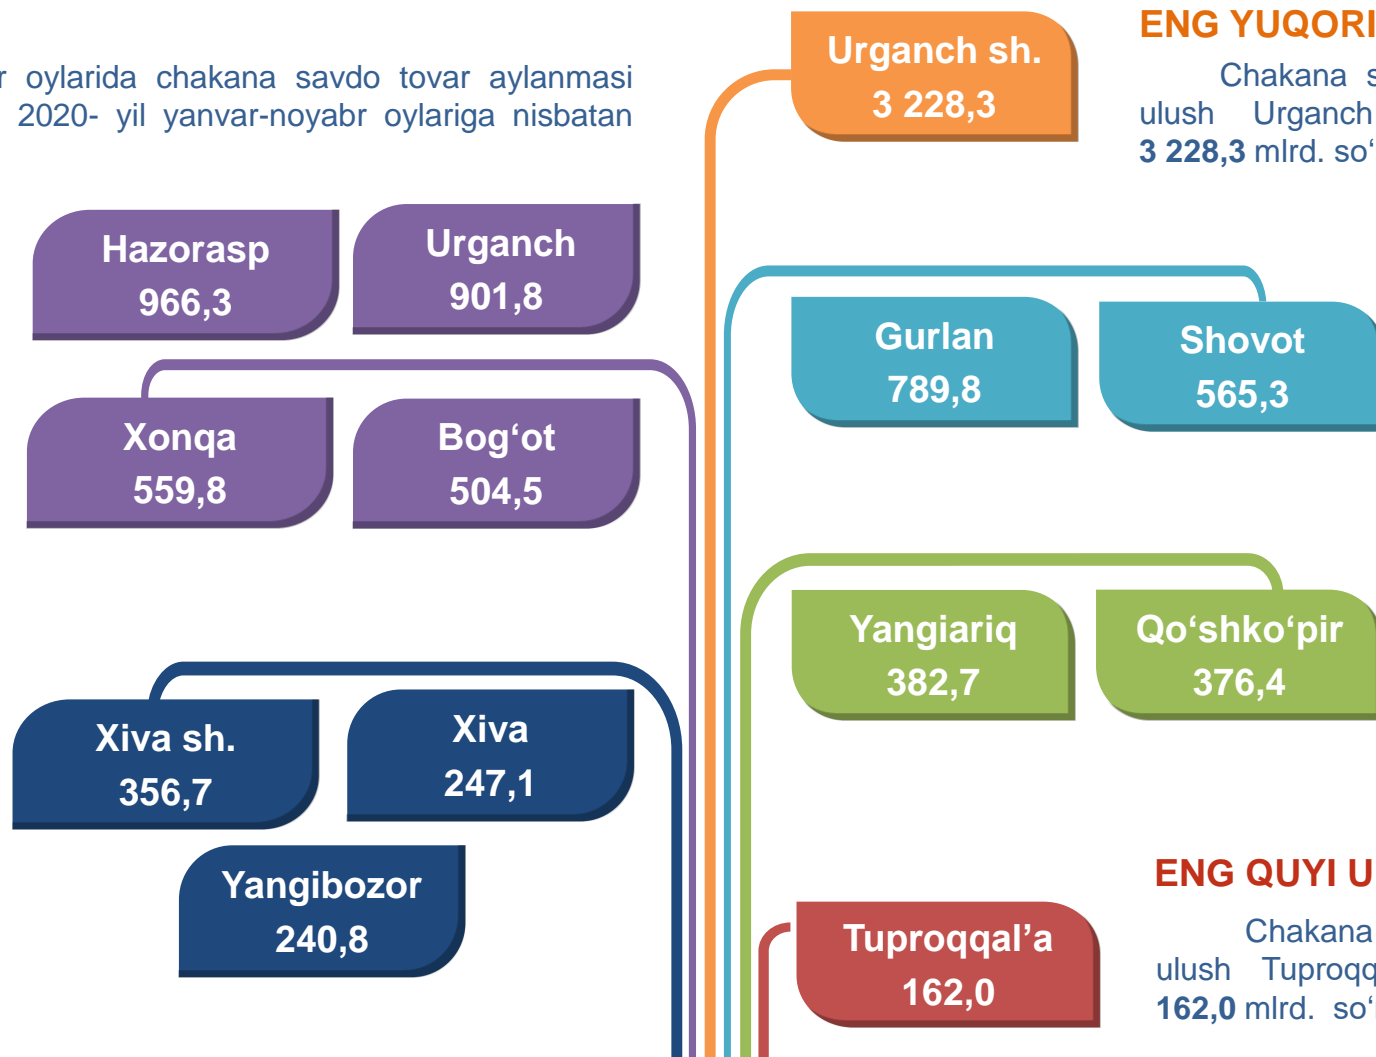 oylarida chakana savdo tovar aylanmasi
2020- yil yanvar-noyabr oylariga nisbatan
Urganch sh.
3 228,3
ENG YUQORI
Chakana
ulush Urganch
3 228,3 mlrd.
Hazorasp
966,3
Urganch
901,8
Gurlan
789,8
Shovot
565,3
Xonqa
559,8
Bog‘ot
504,5
Yangiariq
382,7
Qo‘shko‘pir
376,4
Xiva sh.
356,7
Xiva
247,1
Yangibozor
240,8
Tuproqqal’a
162,0
ENG QUYI
Chakana
ulush
162,0 mlrd.